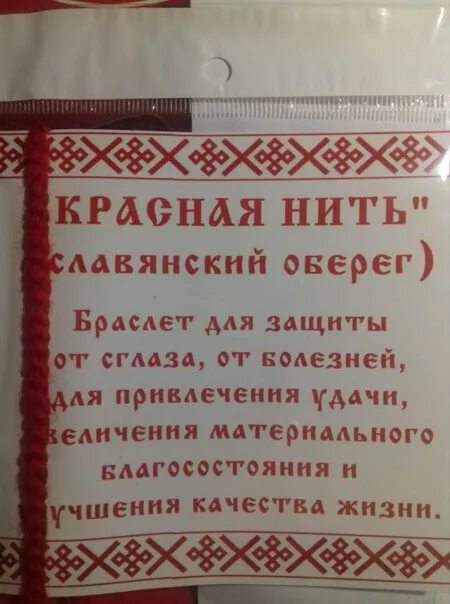 КРАСНАЯ НИТЬ"
славянский оберег)
Браслет для защиты
от сглаза, от болезней,
для привлечения удачи,
величения материального
благосостояния и
учшения качества жизни.